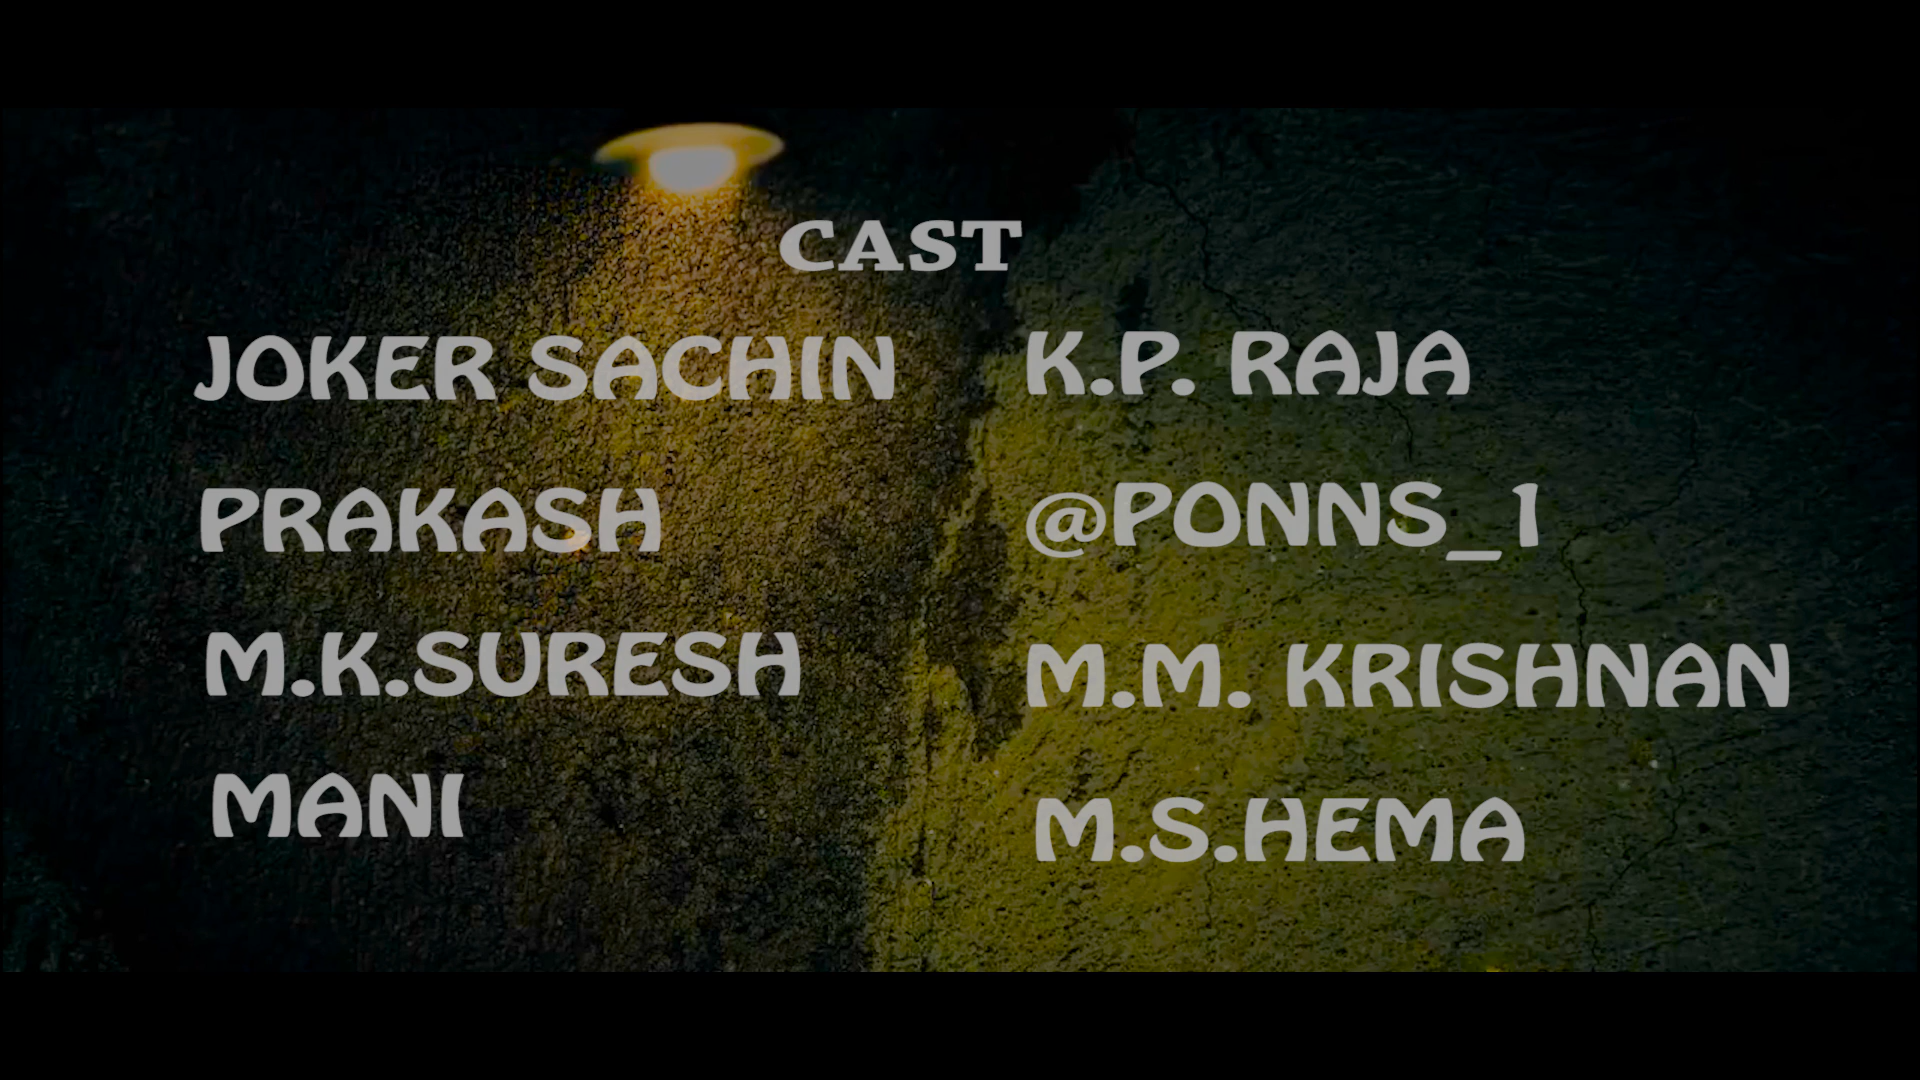 CAST
JOKER SACHIN
PRAKASH
M.K.SURESH
MANI
K.P. RAJA
@PONNS_1
M.M. KRISHNAN
M.S.HEMA